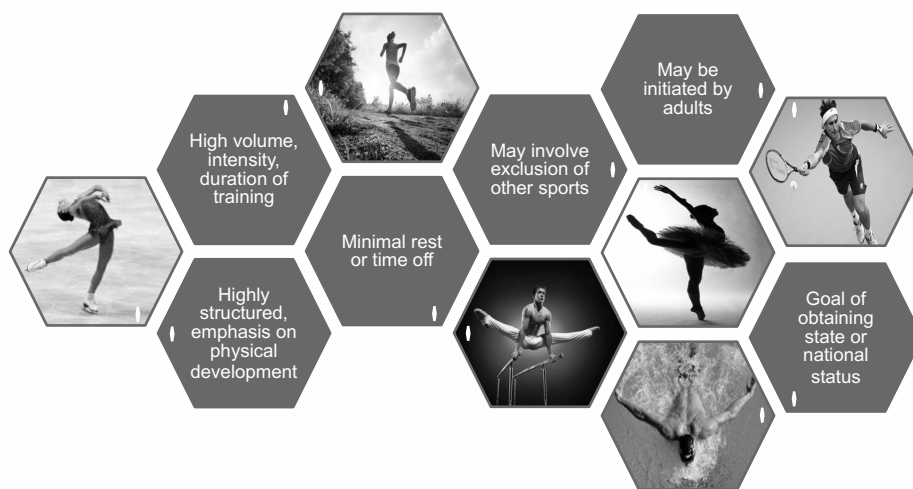 High volume,
intensity,
duration of
training
Highly
structured,
emphasis on
physical
development
Minimal rest
or time off
May involve
exclusion of
other sports
May be
initiated by
adults
Goal of
obtaining
state or
national
status